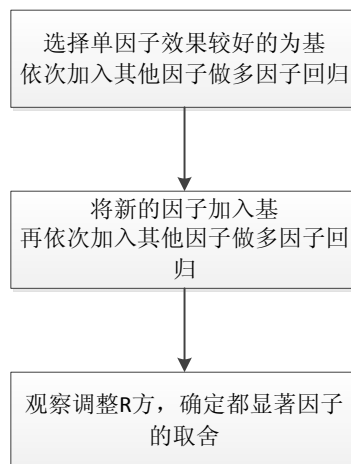 选择单因子效果较好的为基
依次加入其他因子做多因子回归
将新的因子加入基
再依次加入其他因子做多因子回
归
观察调整R方，确定都显著因子
的取舍